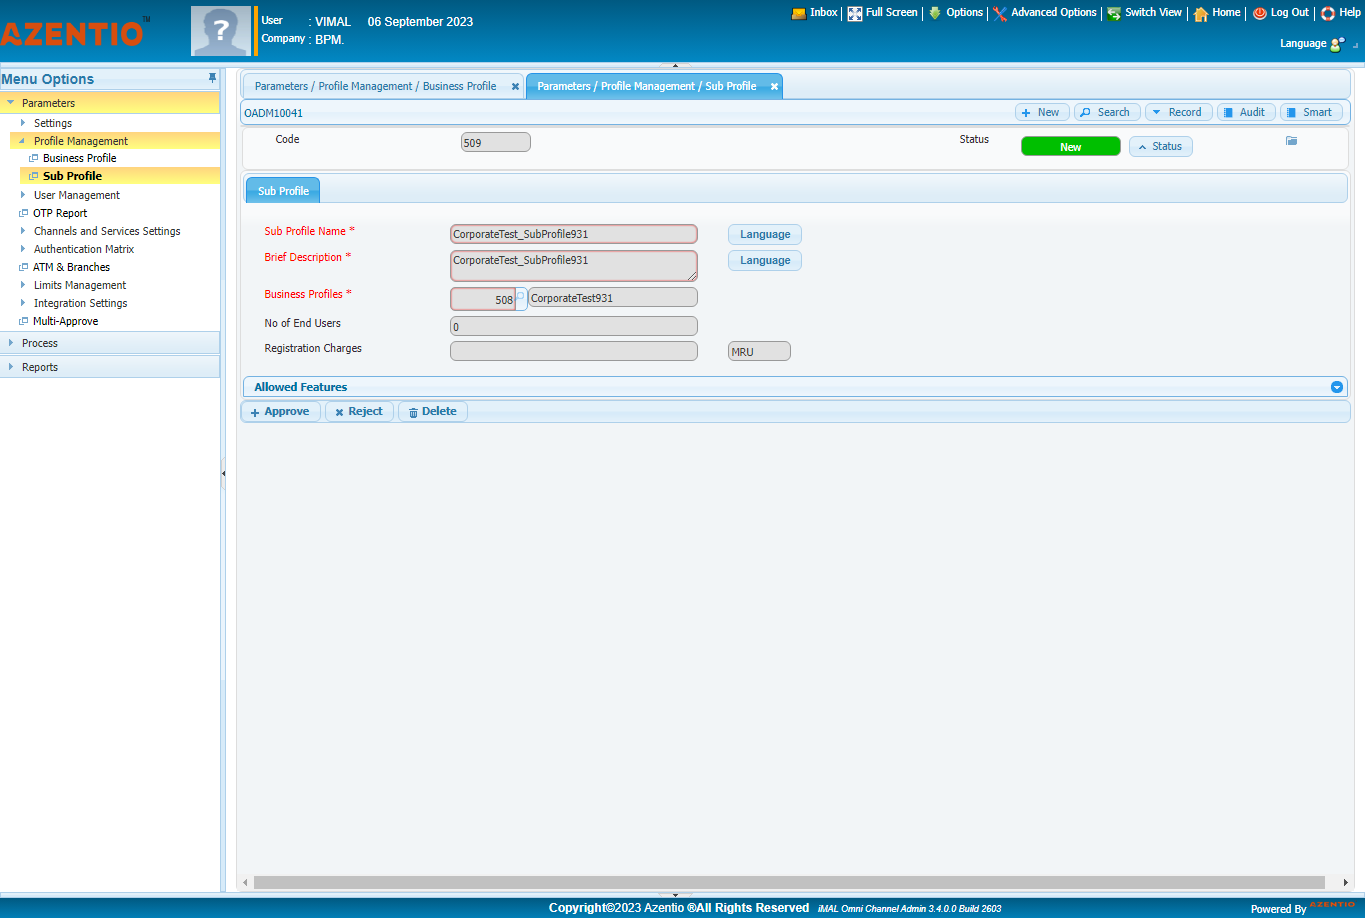 AZENTIO™
?
User : VIMAL 06 September 2023
Company : BPM.
Inbox Full Screen Options Advanced Options Switch View Home Log Out Help
Language
Menu Options
Parameters
Settings
Profile Management
Business Profile
Sub Profile
User Management
OTP Report
Channels and Services Settings
Authentication Matrix
ATM & Branches
Limits Management
Integration Settings
Multi-Approve
Process
Reports
Parameters / Profile Management / Business Profile
Parameters / Profile Management / Sub Profile
OADM10041
New Search Record Audit Smart
Code 509 Status New Status
Sub Profile
Sub Profile Name * CorporateTest_SubProfile931 Language
Brief Description * CorporateTest_SubProfile931 Language
Business Profiles * 508 CorporateTest931
No of End Users 0
Registration Charges MRU
Allowed Features
Approve Reject Delete
Copyright©2023 Azentio ®All Rights Reserved iMAL Omni Channel Admin 3.4.0.0 Build 2603
Powered By AZENTIO